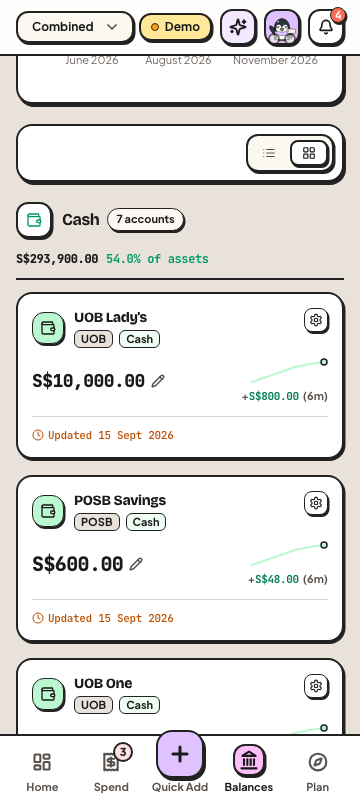 Combined
Demo
4
June 2026 August 2026 November 2026
Cash 7 accounts
S$293,900.00 54.0% of assets
UOB Lady's
UOB Cash
S$10,000.00
+S$800.00 (6m)
Updated 15 Sept 2026
POSB Savings
POSB Cash
S$600.00
+S$48.00 (6m)
Updated 15 Sept 2026
UOB One
UOB Cash
3
Home Spend Quick Add Balances Plan